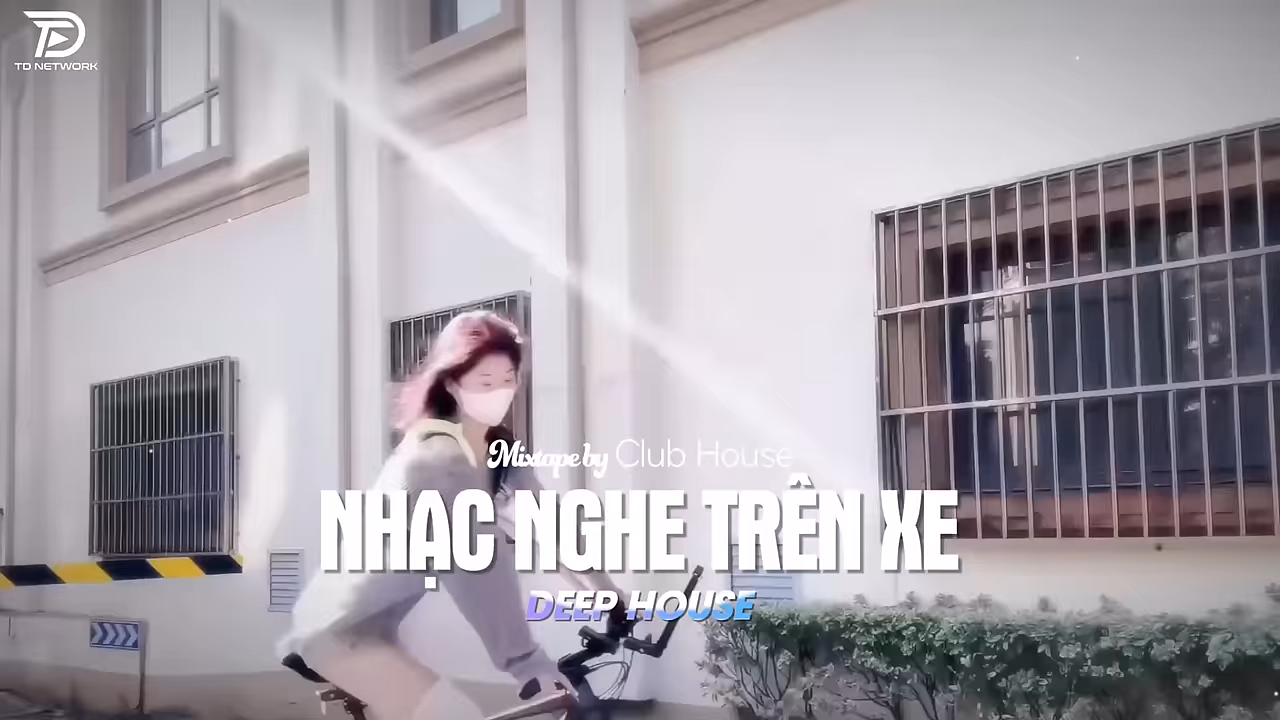 TD NETWORK
Mixtape by Club House
NHẠC NGHE TRÊN XE
DEEP HOUSE